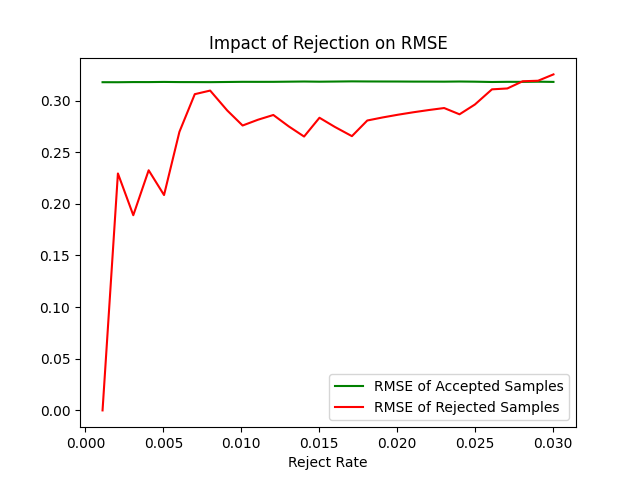 Impact of Rejection on RMSE
0.30
0.25
0.20
0.15
0.10
0.05
0.00
RMSE of Accepted Samples
RMSE of Rejected Samples
0.000 0.005 0.010 0.015 0.020 0.025 0.030
Reject Rate